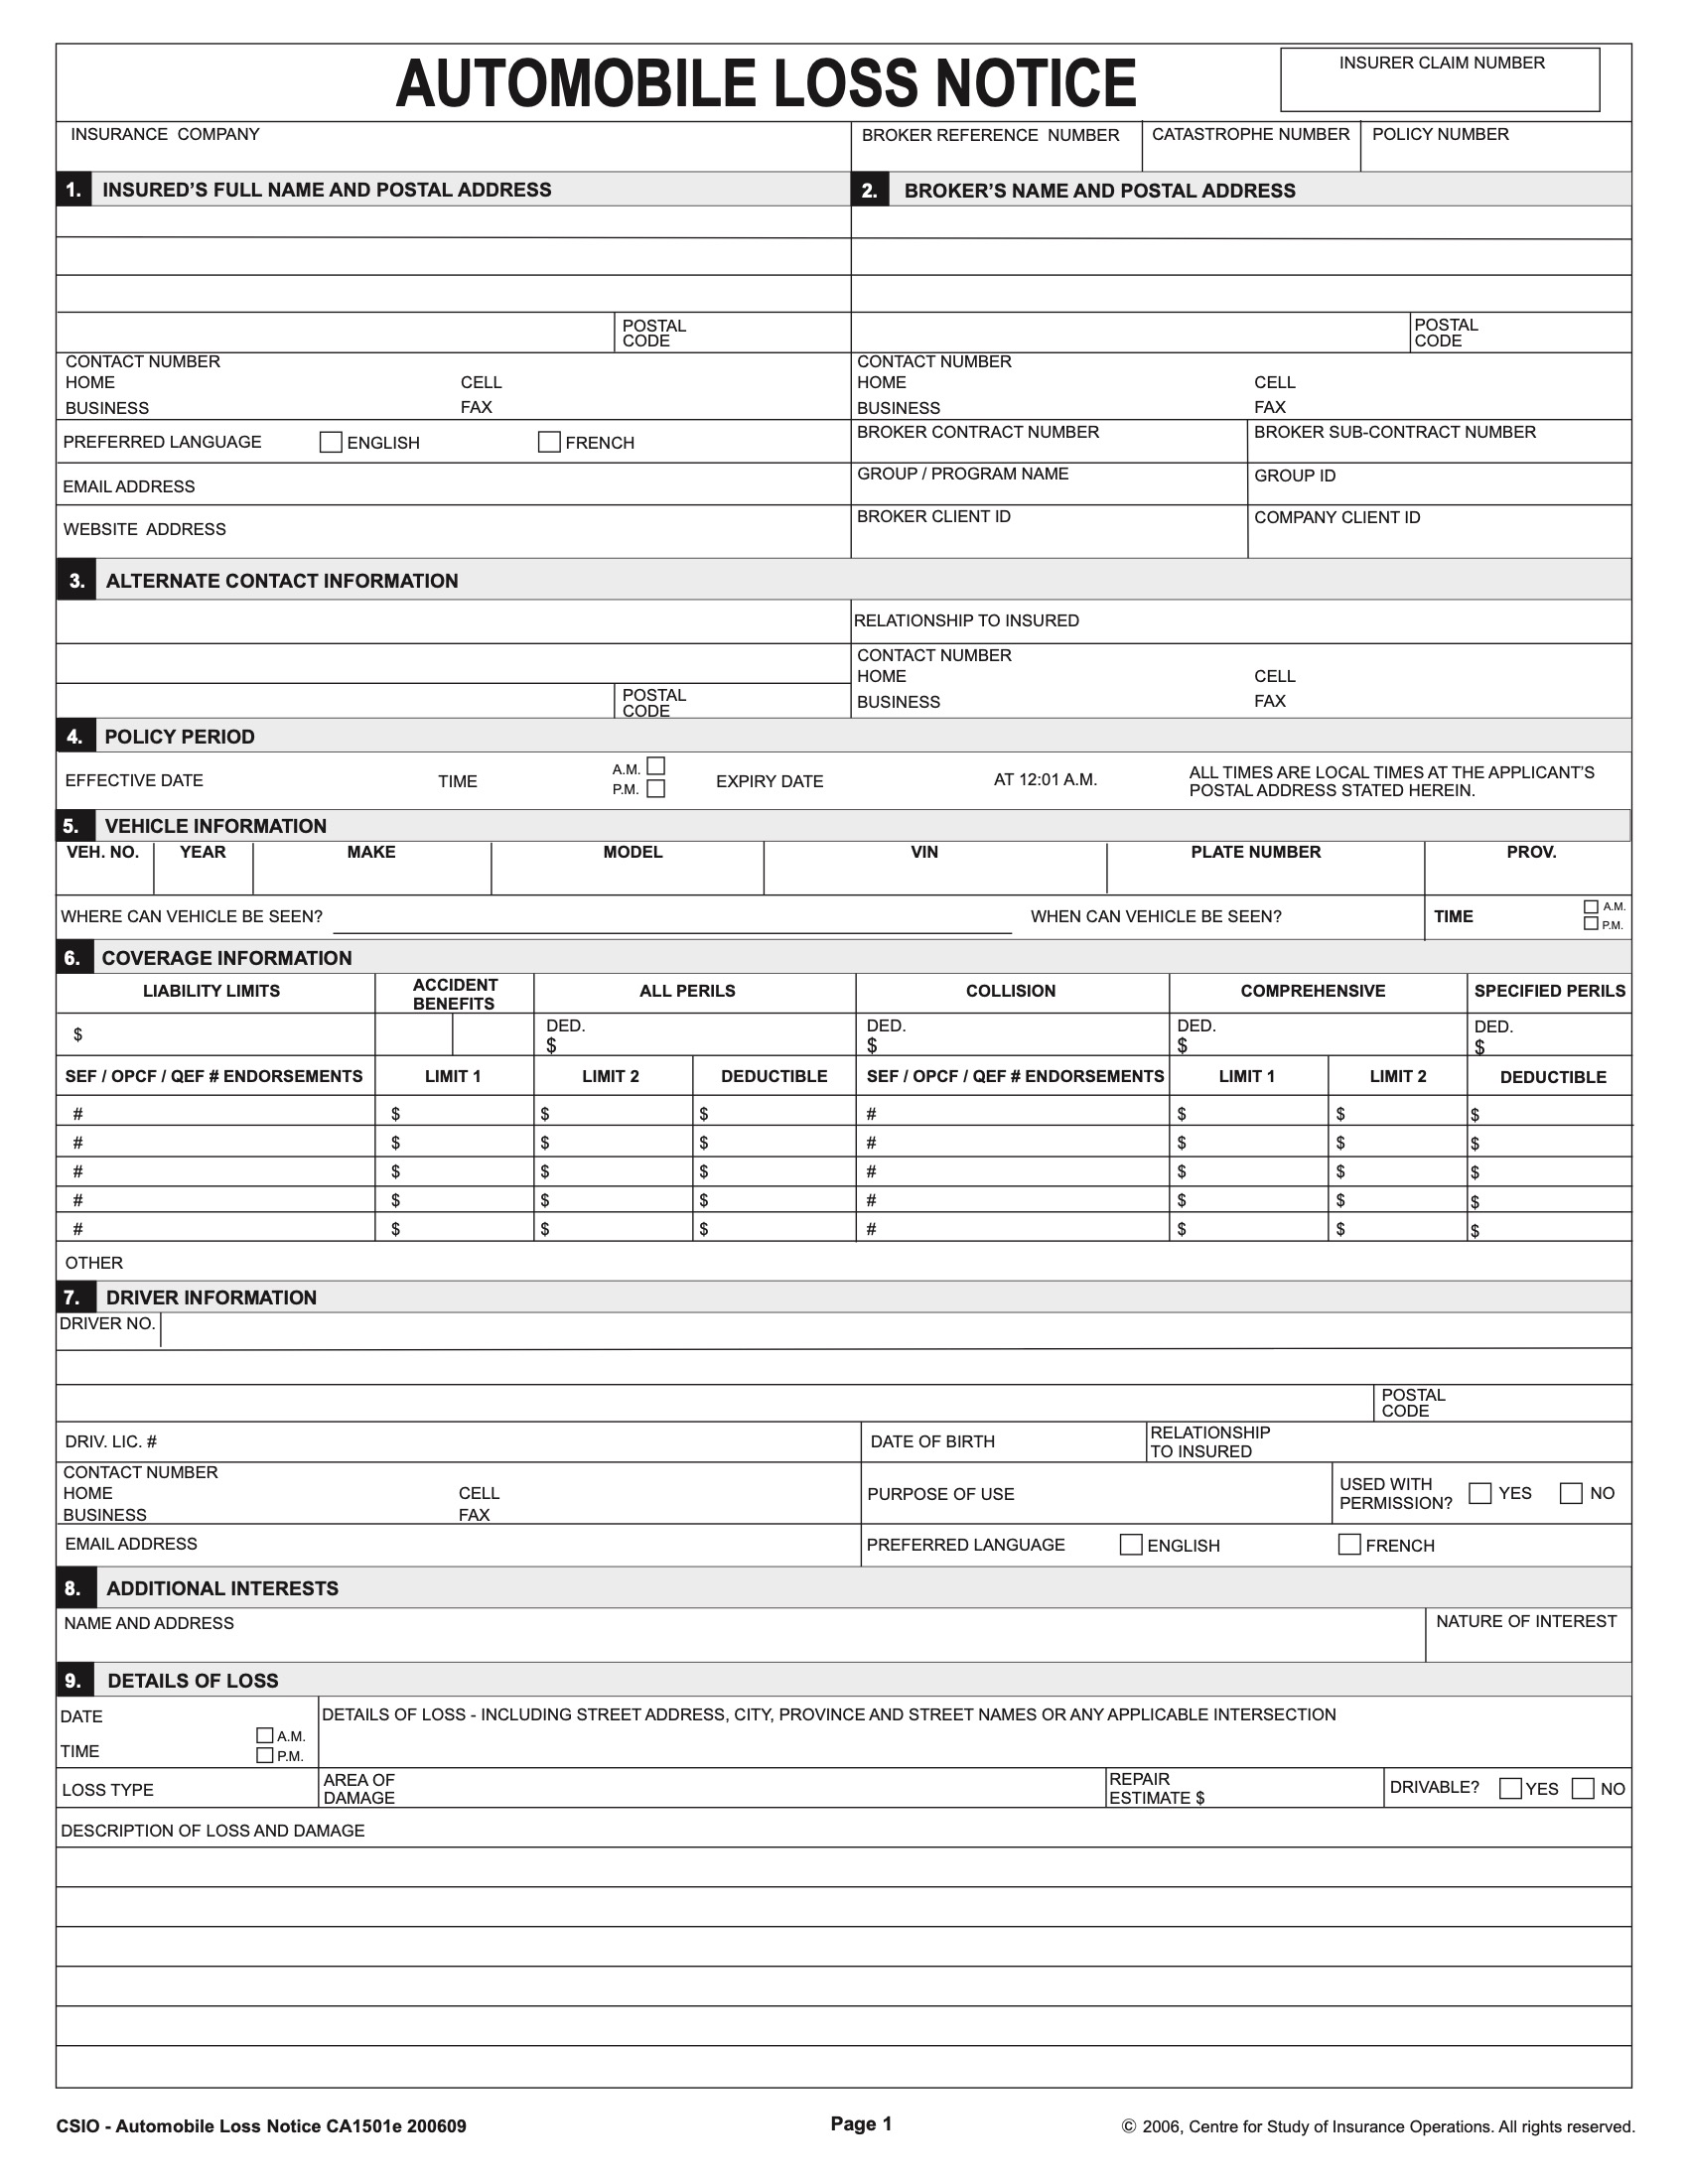 AUTOMOBILE LOSS NOTICE
INSURER CLAIM NUMBER
INSURANCE COMPANY
BROKER REFERENCE NUMBER
CATASTROPHE NUMBER
POLICY NUMBER
1. INSURED'S FULL NAME AND POSTAL ADDRESS
2. BROKER'S NAME AND POSTAL ADDRESS
POSTAL
CODE
POSTAL
CODE
CONTACT NUMBER
HOME CELL
BUSINESS FAX
CONTACT NUMBER
HOME CELL
BUSINESS FAX
PREFERRED LANGUAGE ENGLISH FRENCH
BROKER CONTRACT NUMBER
BROKER SUB-CONTRACT NUMBER
EMAIL ADDRESS
GROUP / PROGRAM NAME
GROUP ID
WEBSITE ADDRESS
BROKER CLIENT ID
COMPANY CLIENT ID
3. ALTERNATE CONTACT INFORMATION
RELATIONSHIP TO INSURED
CONTACT NUMBER
HOME CELL
BUSINESS FAX
POSTAL
CODE
4. POLICY PERIOD
EFFECTIVE DATE TIME
A.M.
P.M.
EXPIRY DATE AT 12:01 A.M.
ALL TIMES ARE LOCAL TIMES AT THE APPLICANT'S
POSTAL ADDRESS STATED HEREIN.
5. VEHICLE INFORMATION
VEH. NO. YEAR MAKE MODEL VIN PLATE NUMBER PROV.
WHERE CAN VEHICLE BE SEEN? WHEN CAN VEHICLE BE SEEN? TIME
A.M.
P.M.
6. COVERAGE INFORMATION
LIABILITY LIMITS
ACCIDENT
BENEFITS
ALL PERILS
COLLISION
COMPREHENSIVE
SPECIFIED PERILS
$
DED.
$
DED.
$
DED.
$
DED.
$
SEF / OPCF / QEF # ENDORSEMENTS LIMIT 1 LIMIT 2 DEDUCTIBLE SEF / OPCF / QEF # ENDORSEMENTS LIMIT 1 LIMIT 2 DEDUCTIBLE
# $ $ $ # $ $ $
# $ $ $ # $ $ $
# $ $ $ # $ $ $
# $ $ $ # $ $ $
# $ $ $ # $ $ $
OTHER
7. DRIVER INFORMATION
DRIVER NO.
POSTAL
CODE
DRIV. LIC. #
DATE OF BIRTH
RELATIONSHIP
TO INSURED
CONTACT NUMBER
HOME CELL
BUSINESS FAX
PURPOSE OF USE
USED WITH
PERMISSION?
YES NO
EMAIL ADDRESS
PREFERRED LANGUAGE ENGLISH FRENCH
8. ADDITIONAL INTERESTS
NAME AND ADDRESS
NATURE OF INTEREST
9. DETAILS OF LOSS
DATE
TIME
A.M.
P.M.
DETAILS OF LOSS - INCLUDING STREET ADDRESS, CITY, PROVINCE AND STREET NAMES OR ANY APPLICABLE INTERSECTION
LOSS TYPE
AREA OF
DAMAGE
REPAIR
ESTIMATE $
DRIVABLE? YES NO
DESCRIPTION OF LOSS AND DAMAGE
CSIO - Automobile Loss Notice CA1501e 200609
Page 1
© 2006, Centre for Study of Insurance Operations. All rights reserved.